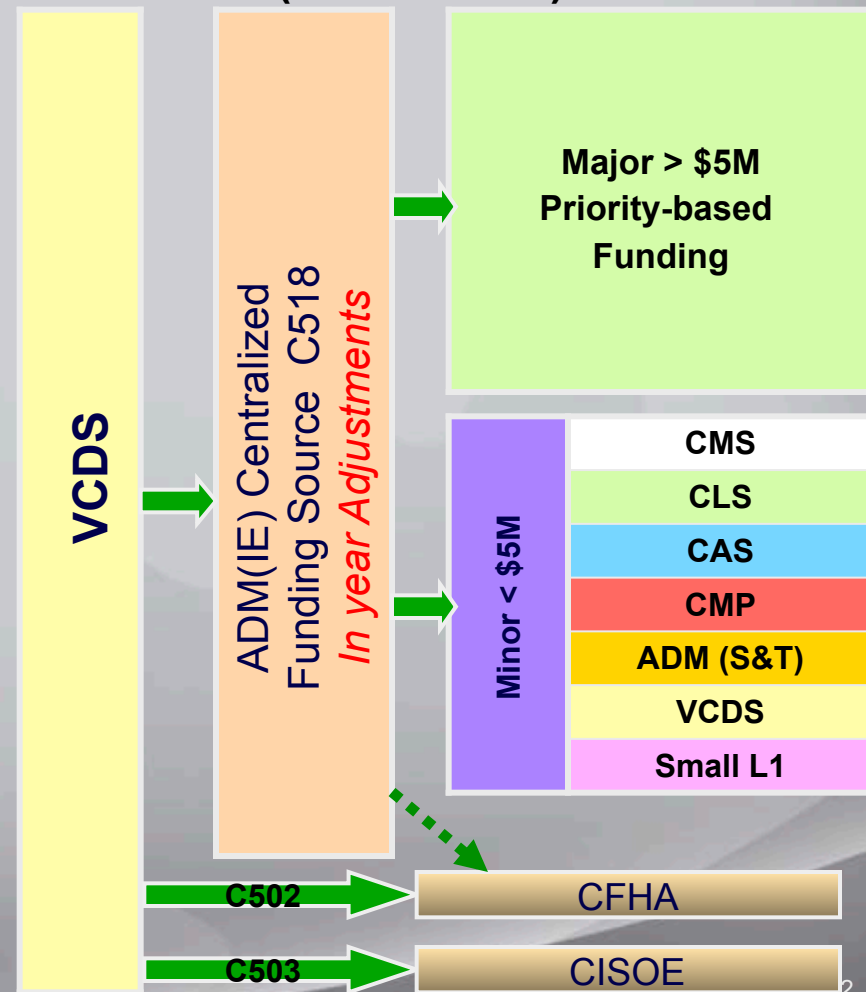 VCDS
ADM(IE) Centralized
Funding Source C518
In year Adjustments
Major > $5M
Priority-based
Funding
Minor < $5M
CMS
CLS
CAS
CMP
ADM (S&T)
VCDS
Small L1
C502
CFHA
C503
CISOE
2